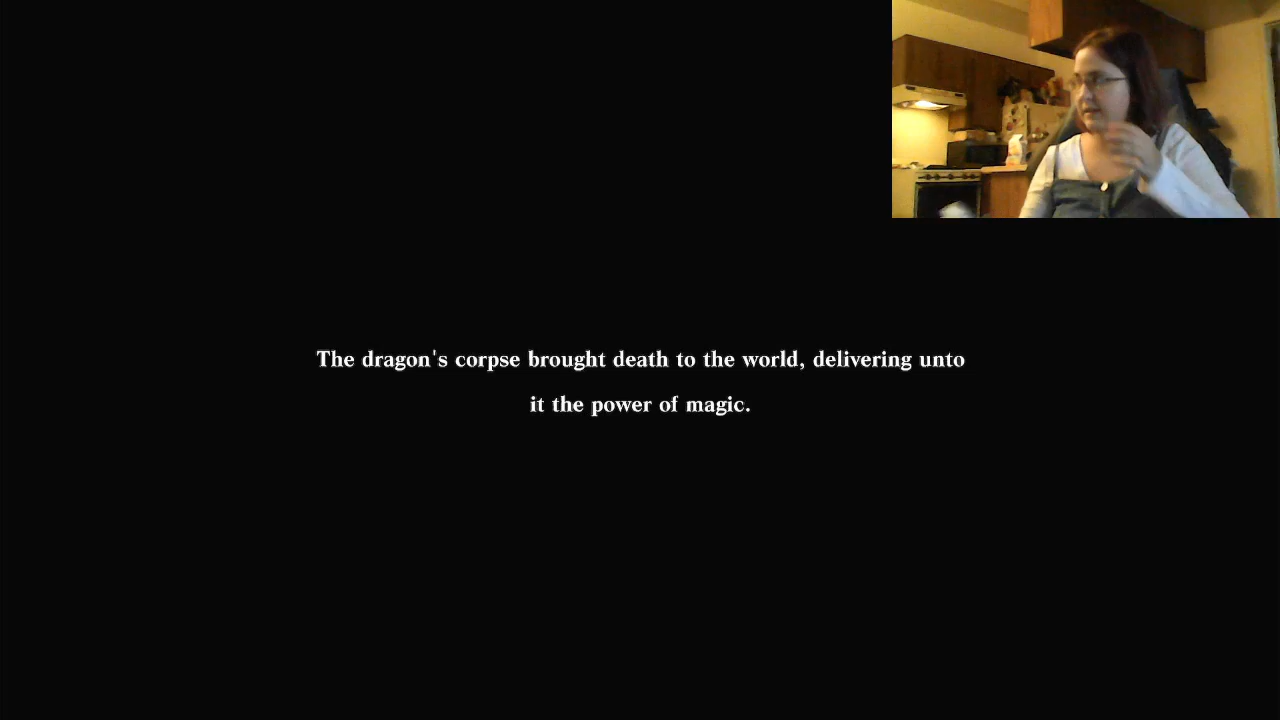 The dragon's corpse brought death to the world, delivering unto
it the power of magic.